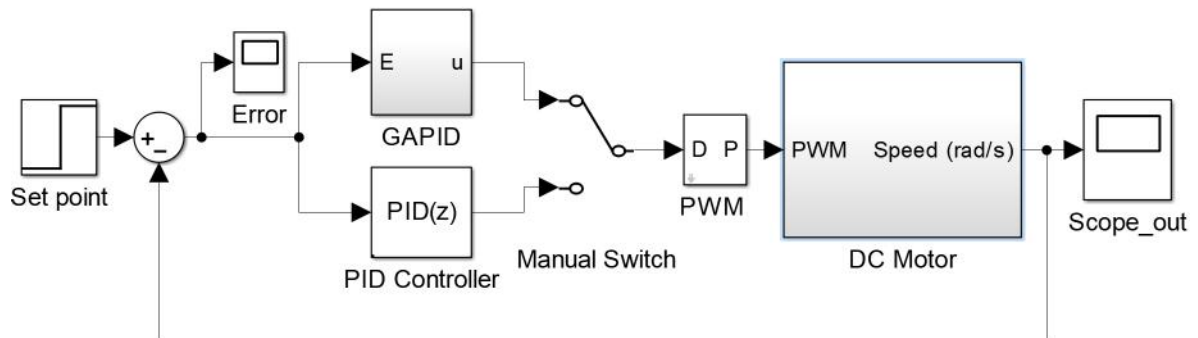 E u
Error
GAPID
+
−
Set point
D P
PWM
PWM Speed (rad/s)
PID(z)
PID Controller
Manual Switch
DC Motor
Scope_out